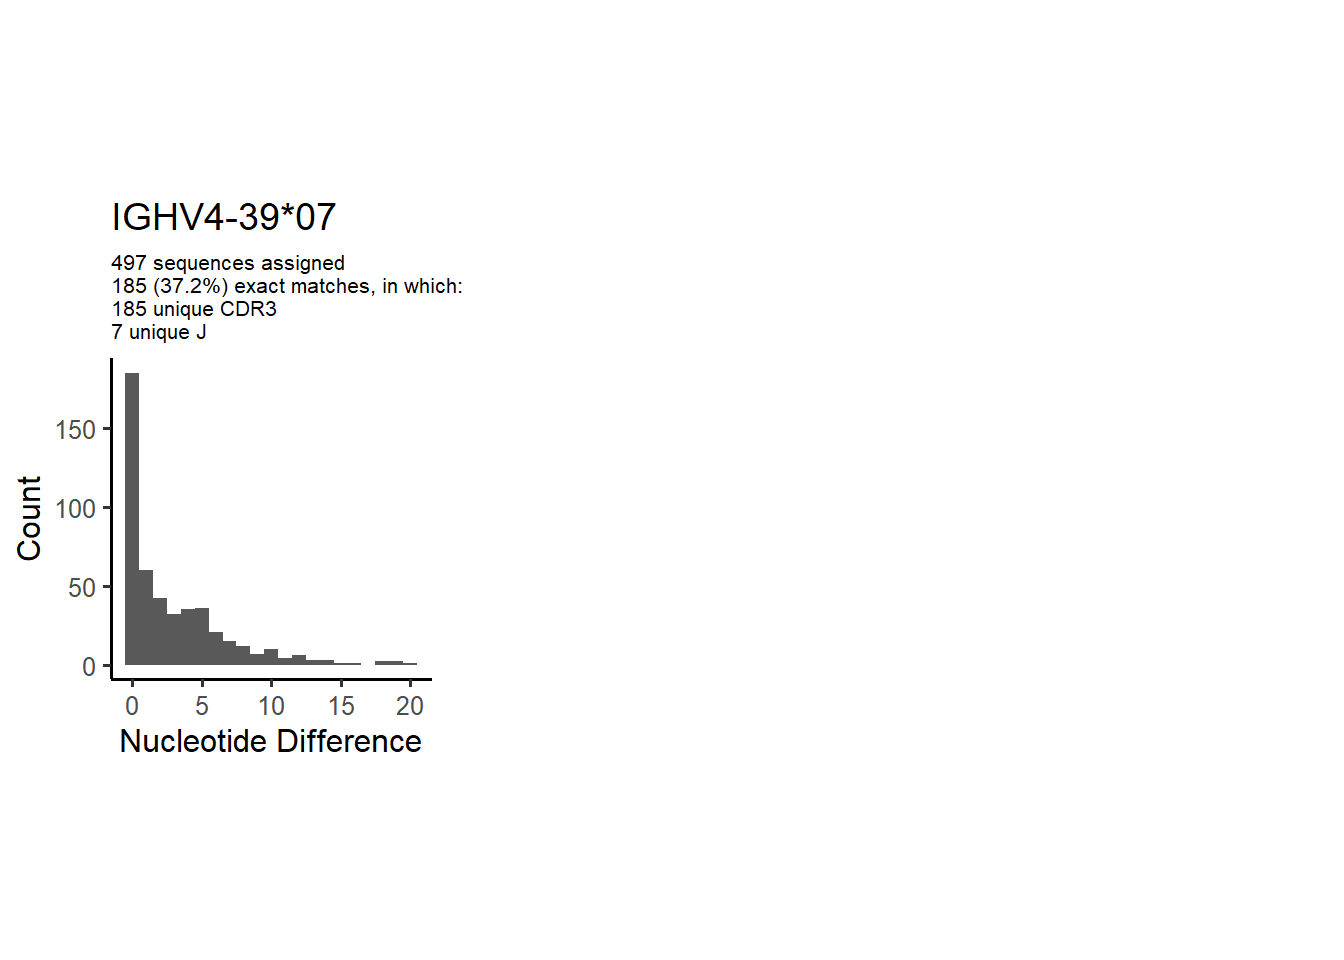 IGHV4-39*07
497 sequences assigned
185 (37.2%) exact matches, in which:
185 unique CDR3
7 unique J
150
100
50
0
Count
0 5 10 15 20
Nucleotide Difference